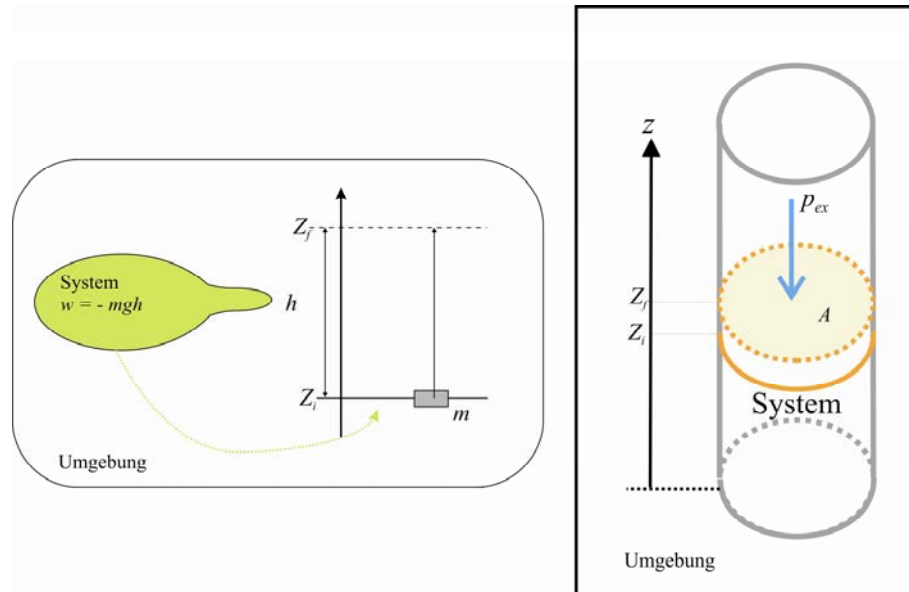 Z_f
System
w = - mgh
h
Z_i
m
Umgebung
z
p_ex
Z_f
A
Z_i
System
Umgebung